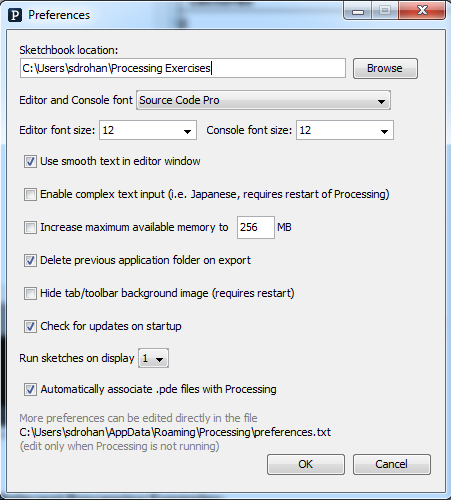 Preferences
Sketchbook location:
C:\Users\sdrohan\Processing Exercises
Browse
Editor and Console font Source Code Pro
Editor font size: 12 Console font size: 12
Use smooth text in editor window
Enable complex text input (i.e. Japanese, requires restart of Processing)
Increase maximum available memory to 256 MB
Delete previous application folder on export
Hide tab/toolbar background image (requires restart)
Check for updates on startup
Run sketches on display 1
Automatically associate .pde files with Processing
More preferences can be edited directly in the file
C:\Users\sdrohan\AppData\Roaming\Processing\preferences.txt
(edit only when Processing is not running)
OK Cancel